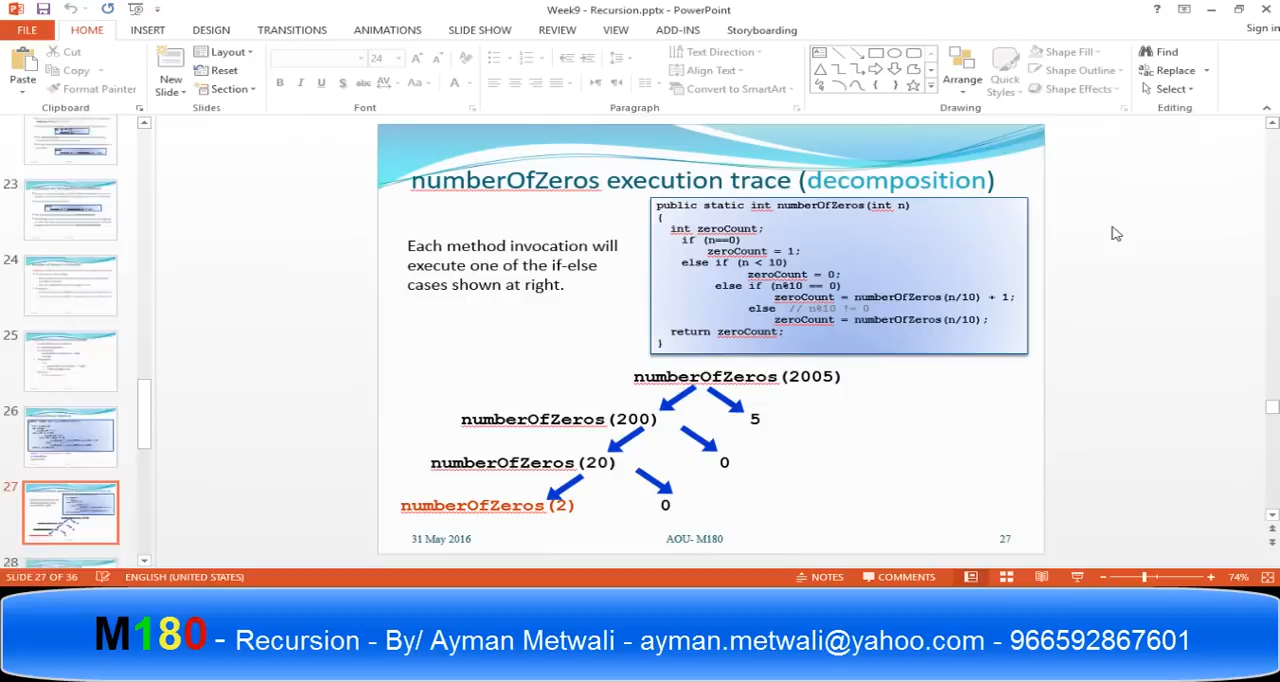 Week9 - Recursion.pptx - PowerPoint
?
FILE HOME INSERT DESIGN TRANSITIONS ANIMATIONS SLIDE SHOW REVIEW VIEW ADD-INS Storyboarding Sign in
Paste
Cut
Copy
Format Painter
Clipboard
New
Slide
Layout
Reset
Section
Slides
24
B I U S abc AV Aa A
Font
Text Direction
Align Text
Convert to SmartArt
Paragraph
Arrange
Quick
Styles
Shape Fill
Shape Outline
Shape Effects
Drawing
Find
Replace
Select
Editing
23
24
25
26
27
28
numberOfZeros execution trace (decomposition)
Each method invocation will
execute one of the if-else
cases shown at right.
public static int numberOfZeros(int n)
{
int zeroCount;
if (n==0)
zeroCount = 1;
else if (n < 10)
zeroCount = 0;
else if (n%10 == 0)
zeroCount = numberOfZeros(n/10) + 1;
else // n%10 != 0
zeroCount = numberOfZeros(n/10);
return zeroCount;
}
numberOfZeros(2005)
numberOfZeros(200) 5
numberOfZeros(20) 0
numberOfZeros(2) 0
31 May 2016 AOU- M180 27
SLIDE 27 OF 36 ENGLISH (UNITED STATES) NOTES COMMENTS 74%
M180 - Recursion - By/ Ayman Metwali - ayman.metwali@yahoo.com - 966592867601